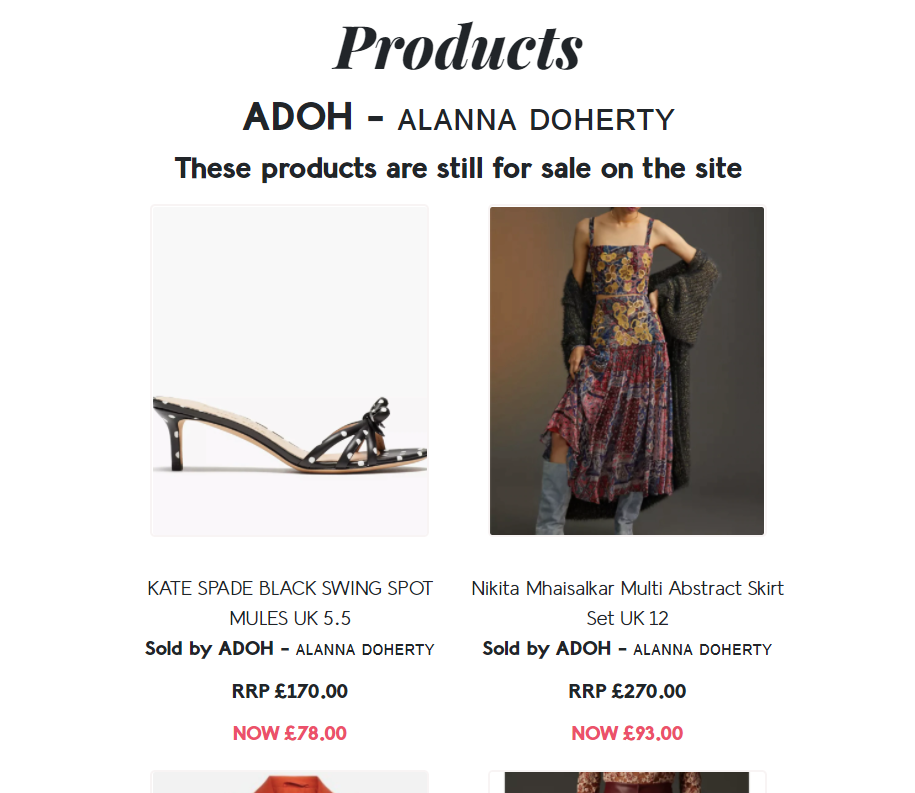 Products
ADOH - ALANNA DOHERTY
These products are still for sale on the site
KATE SPADE BLACK SWING SPOT
MULES UK 5.5
Sold by ADOH - ALANNA DOHERTY
RRP £170.00
NOW £78.00
Nikita Mhaisalkar Multi Abstract Skirt
Set UK 12
Sold by ADOH - ALANNA DOHERTY
RRP £270.00
NOW £93.00